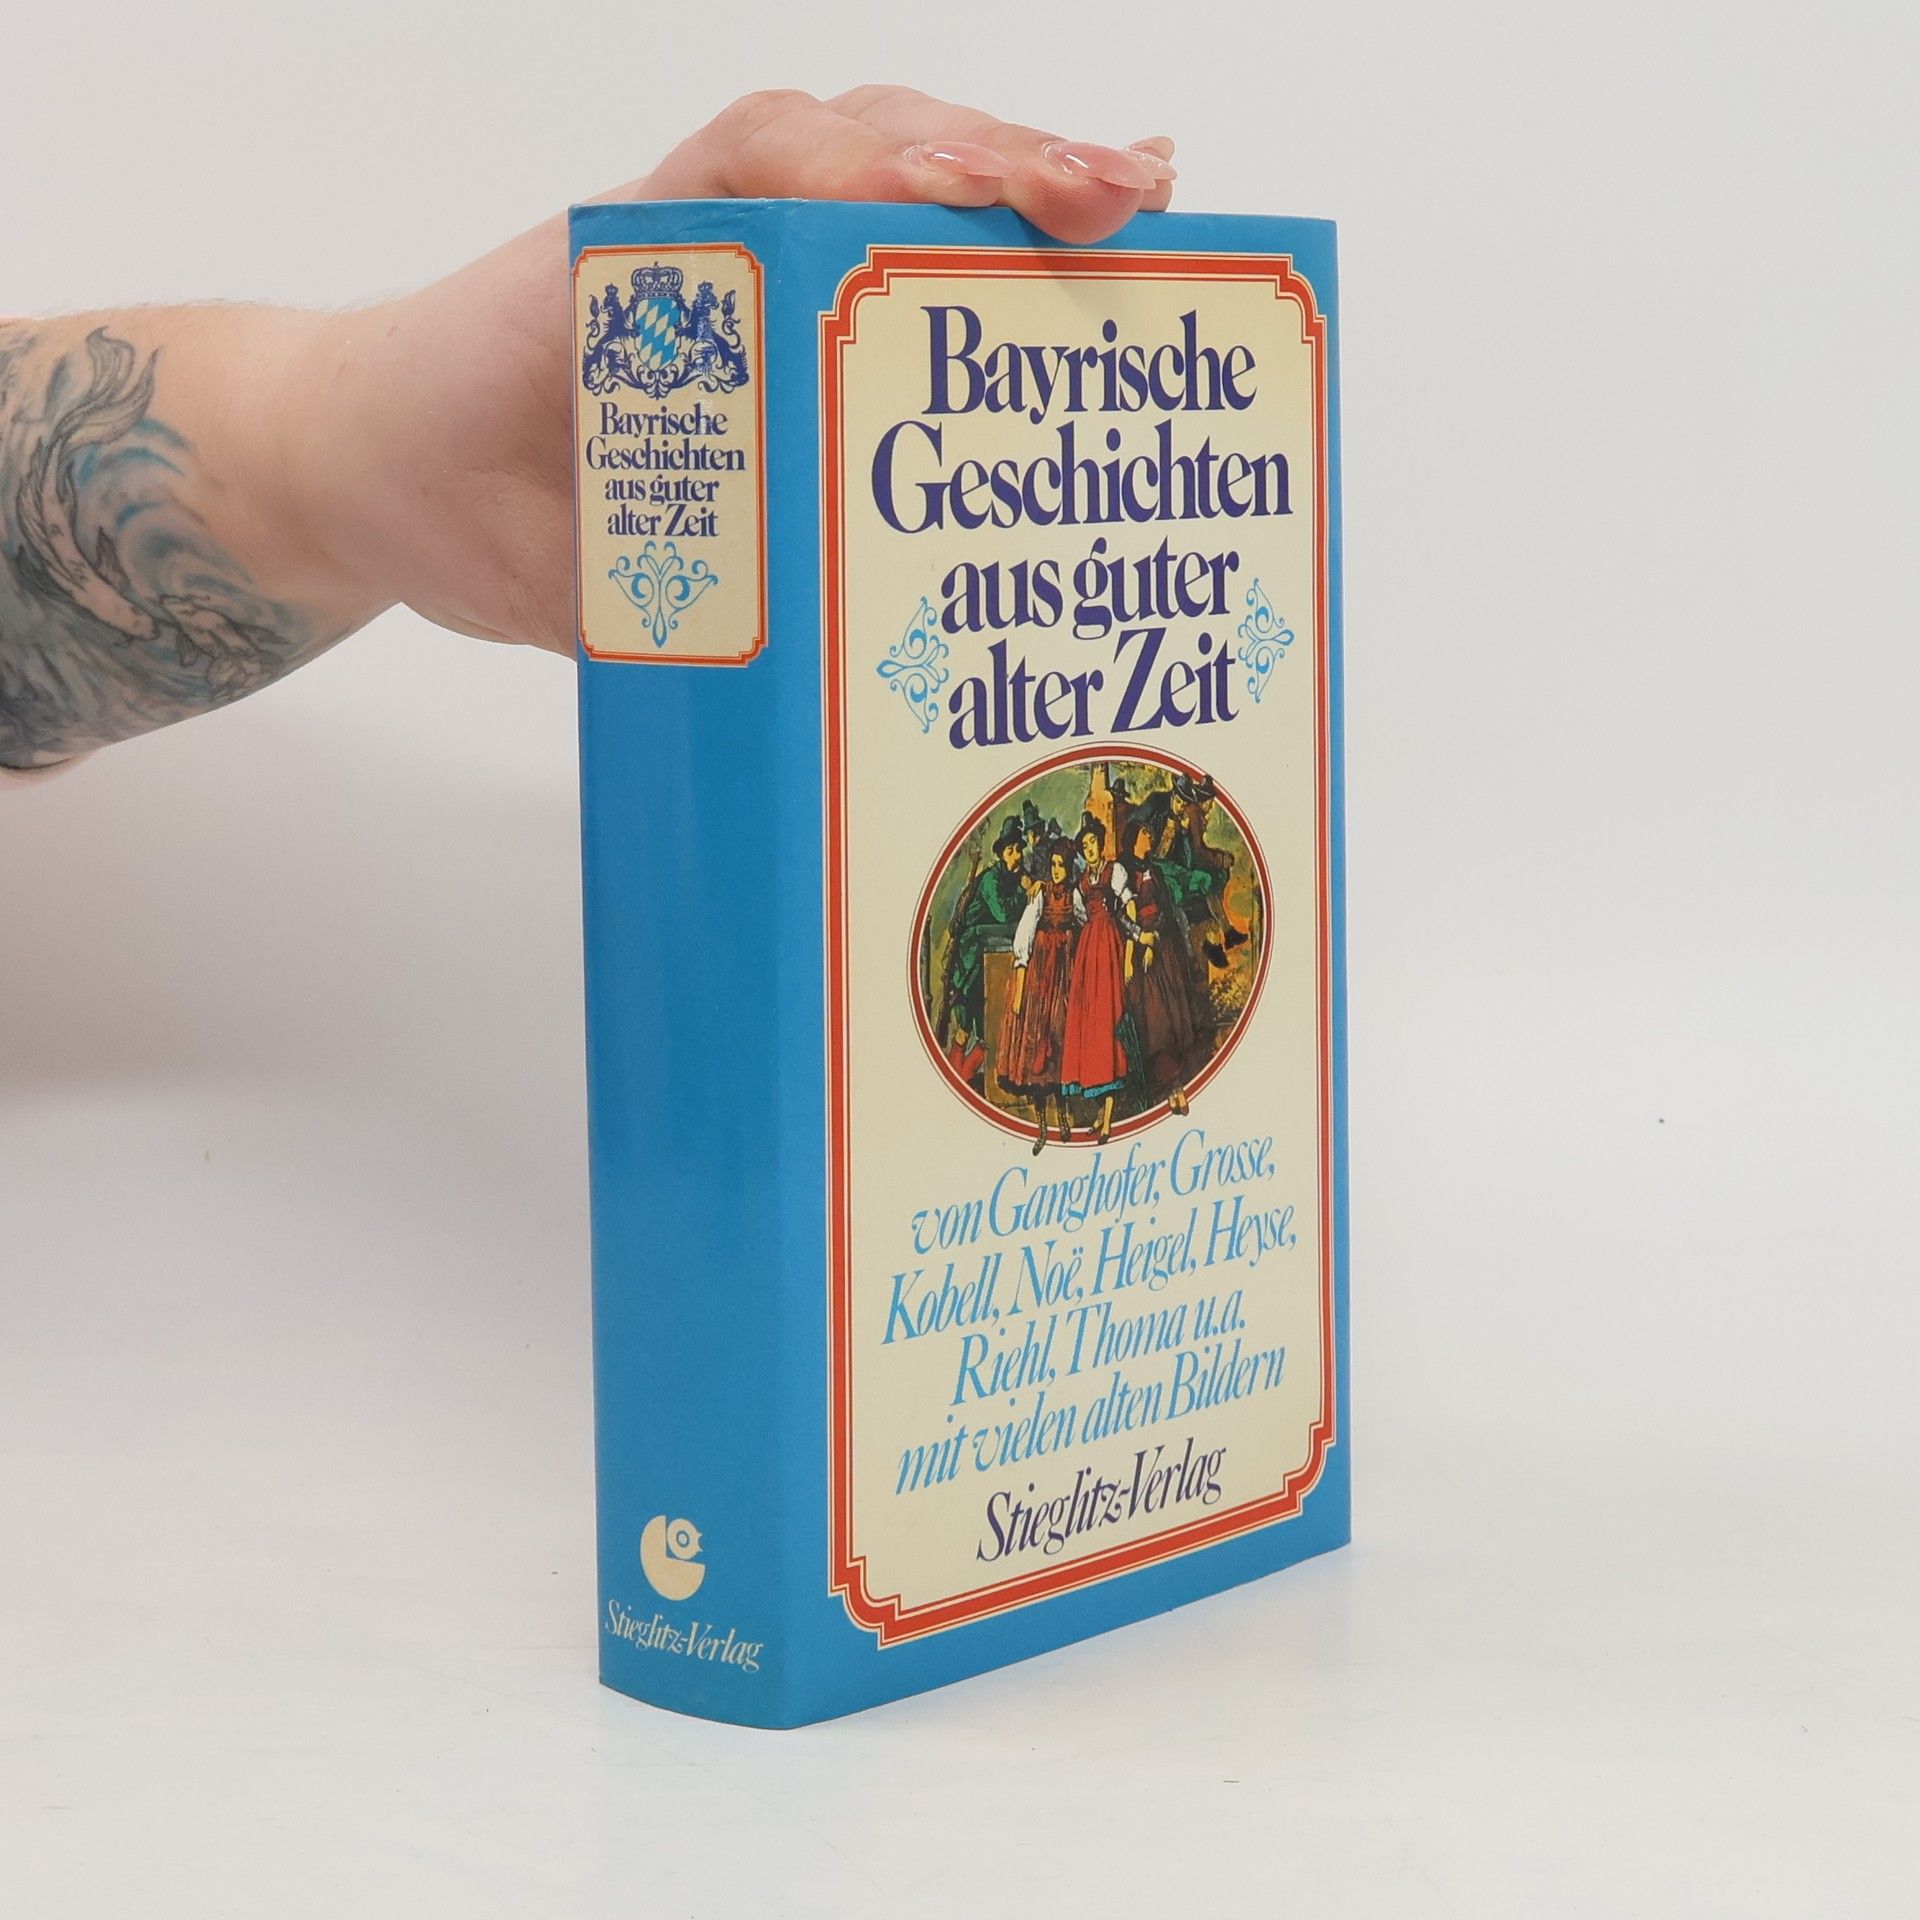 Bayrische
Geschichten
aus guter
alter Zeit
Stieglitz-Verlag
Bayrische
Geschichten
aus guter
alter Zeit
von Ganghofer, Grosse,
Kobell, Noë, Heigel, Heyse,
Riehl, Thoma u.a.
mit vielen alten Bildern
Stieglitz-Verlag